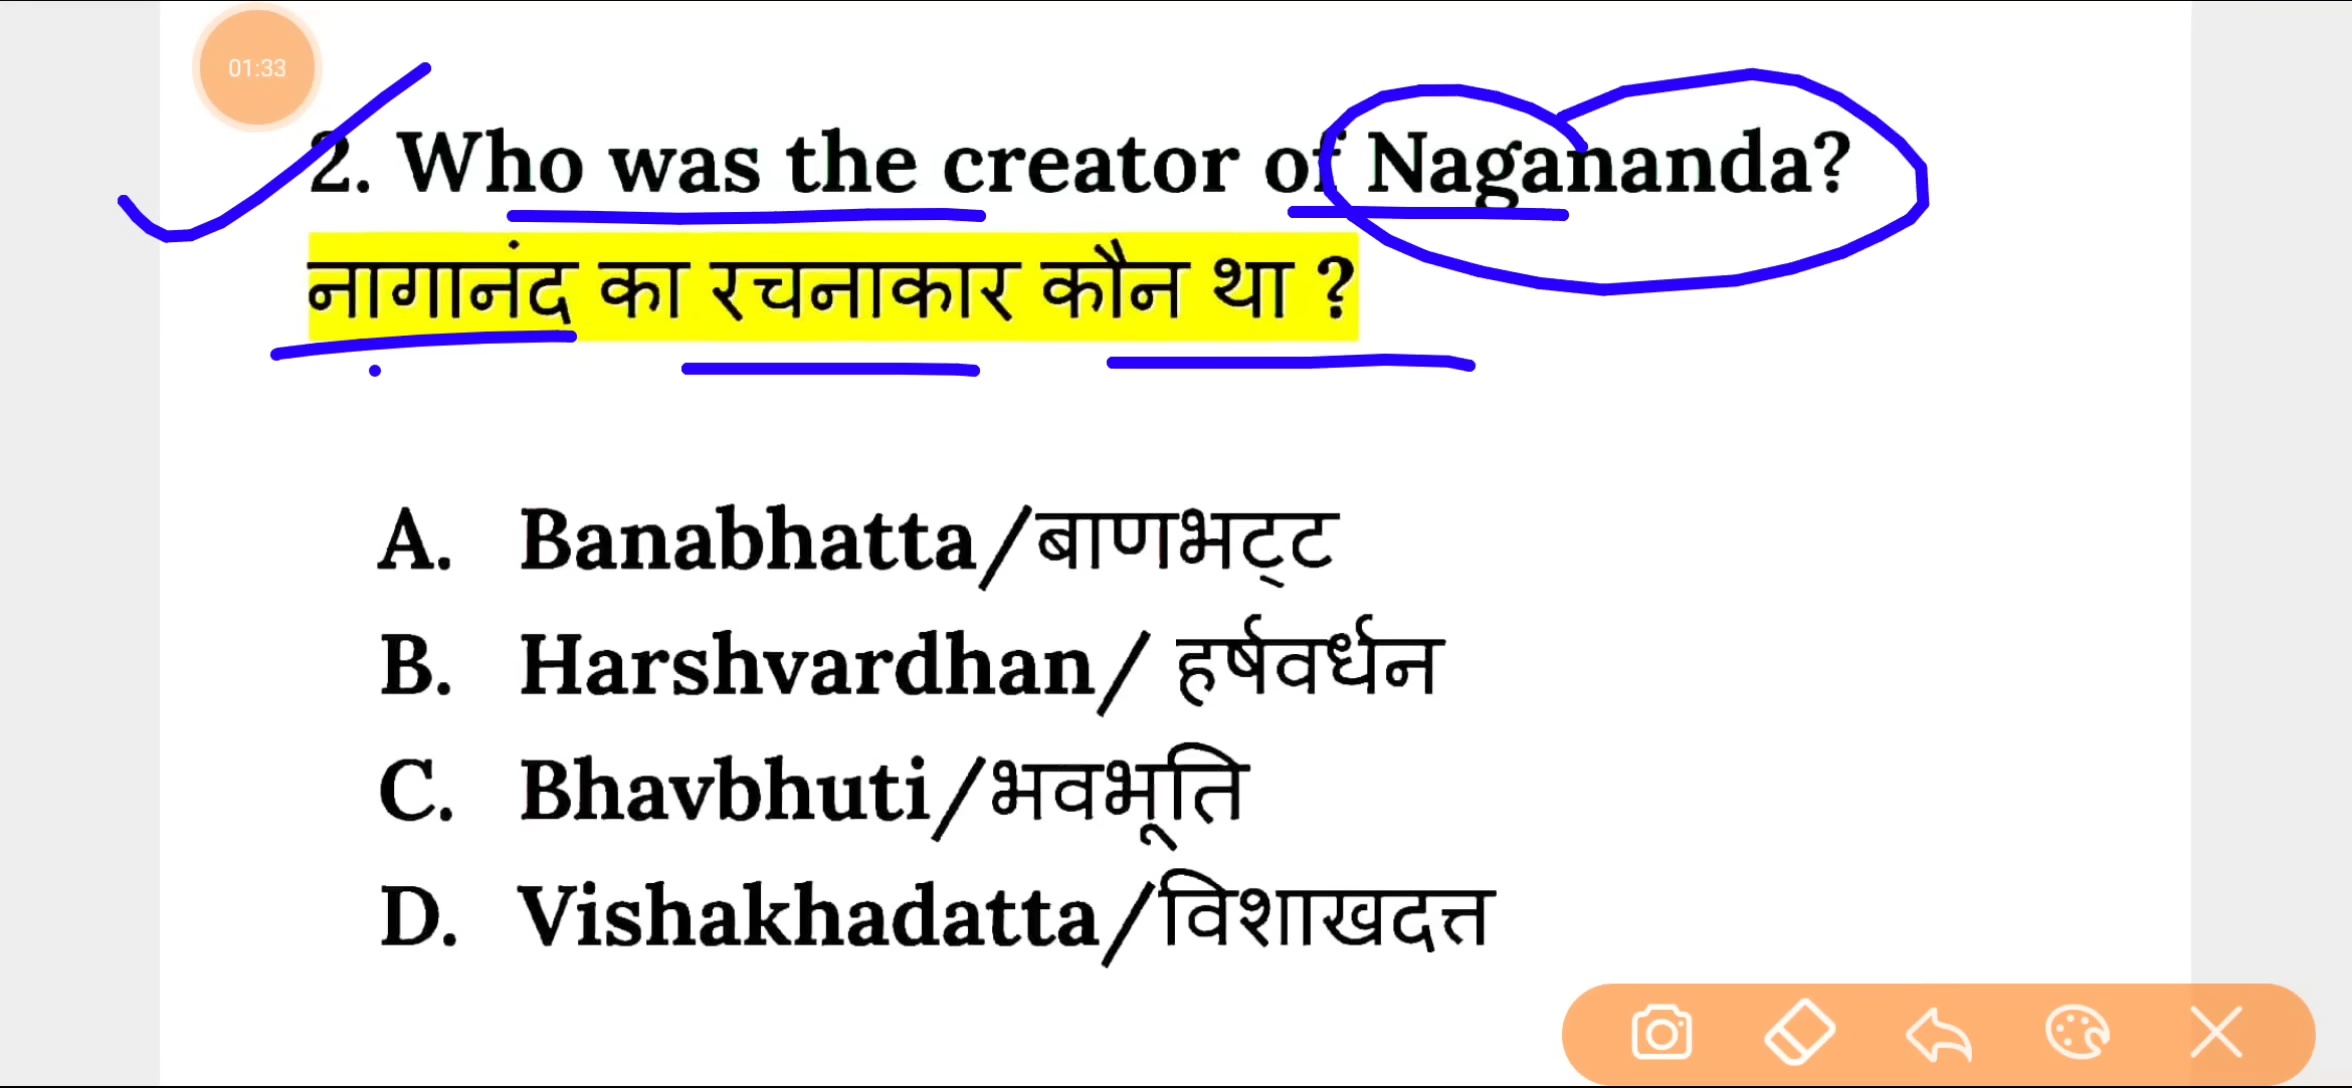 01:33
2. Who was the creator of Nagananda?
नागानंद का रचनाकार कौन था ?
A. Banabhatta/बाणभट्ट
B. Harshvardhan/ हर्षवर्धन
C. Bhavbhuti/भवभूति
D. Vishakhadatta/विशाखदत्त